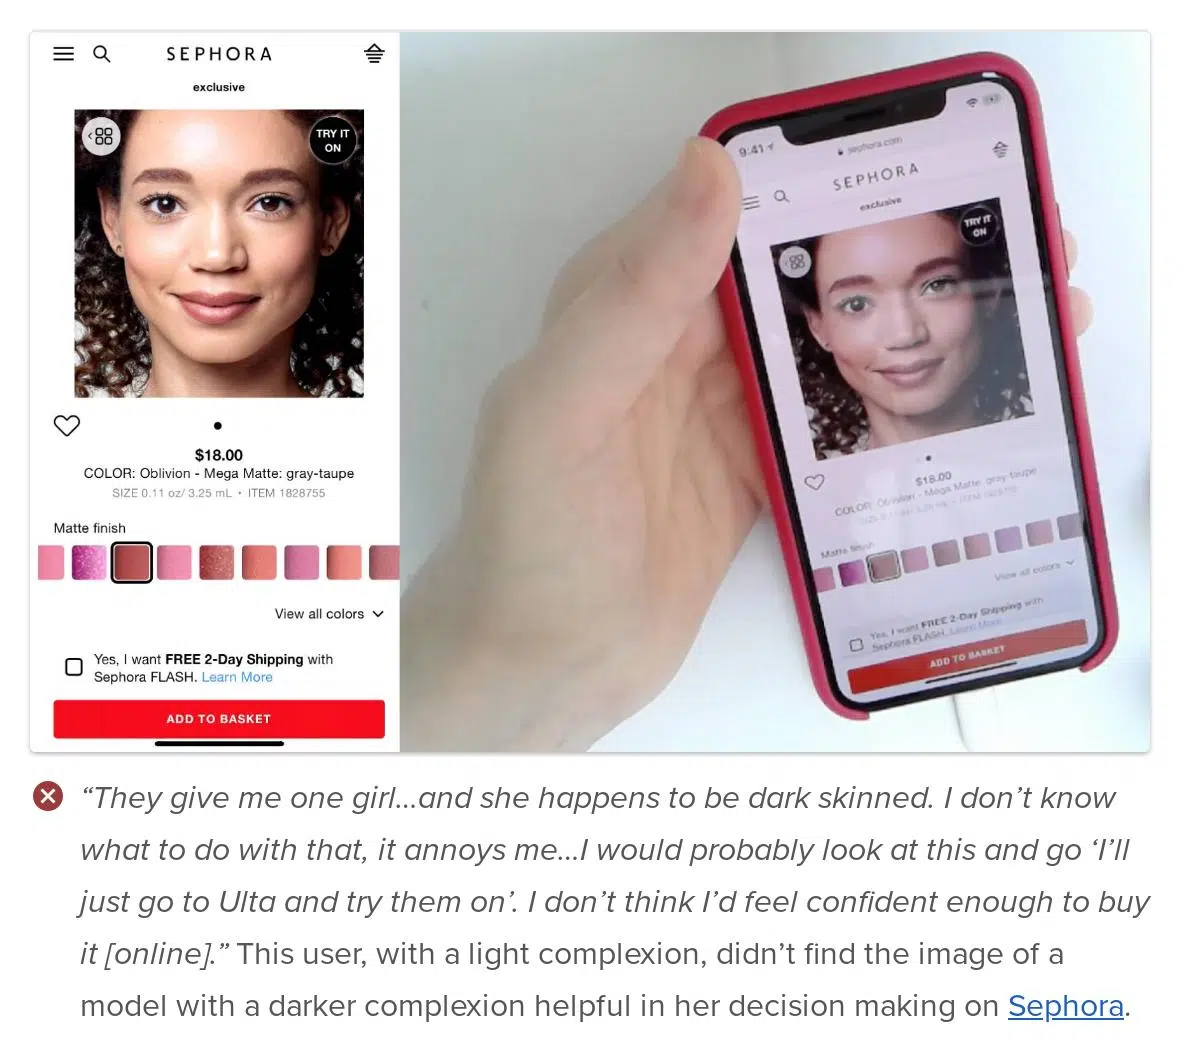 SEPHORA
exclusive
TRY IT
ON
$18.00
COLOR: Oblivion - Mega Matte: gray-taupe
SIZE 0.11 oz/ 3.25 mL • ITEM 1828755
Matte finish
View all colors
Yes, I want FREE 2-Day Shipping with
Sephora FLASH. Learn More
ADD TO BASKET
9:41
sephora.com
SEPHORA
exclusive
TRY IT
ON
$18.00
COLOR: Oblivion - Mega Matte: gray-taupe
Matte finish
View all colors
Yes, I want FREE 2-Day Shipping with
Sephora FLASH. Learn More
ADD TO BASKET
“They give me one girl…and she happens to be dark skinned. I don’t know
what to do with that, it annoys me…I would probably look at this and go ‘I’ll
just go to Ulta and try them on’. I don’t think I’d feel confident enough to buy
it [online].” This user, with a light complexion, didn’t find the image of a
model with a darker complexion helpful in her decision making on Sephora.